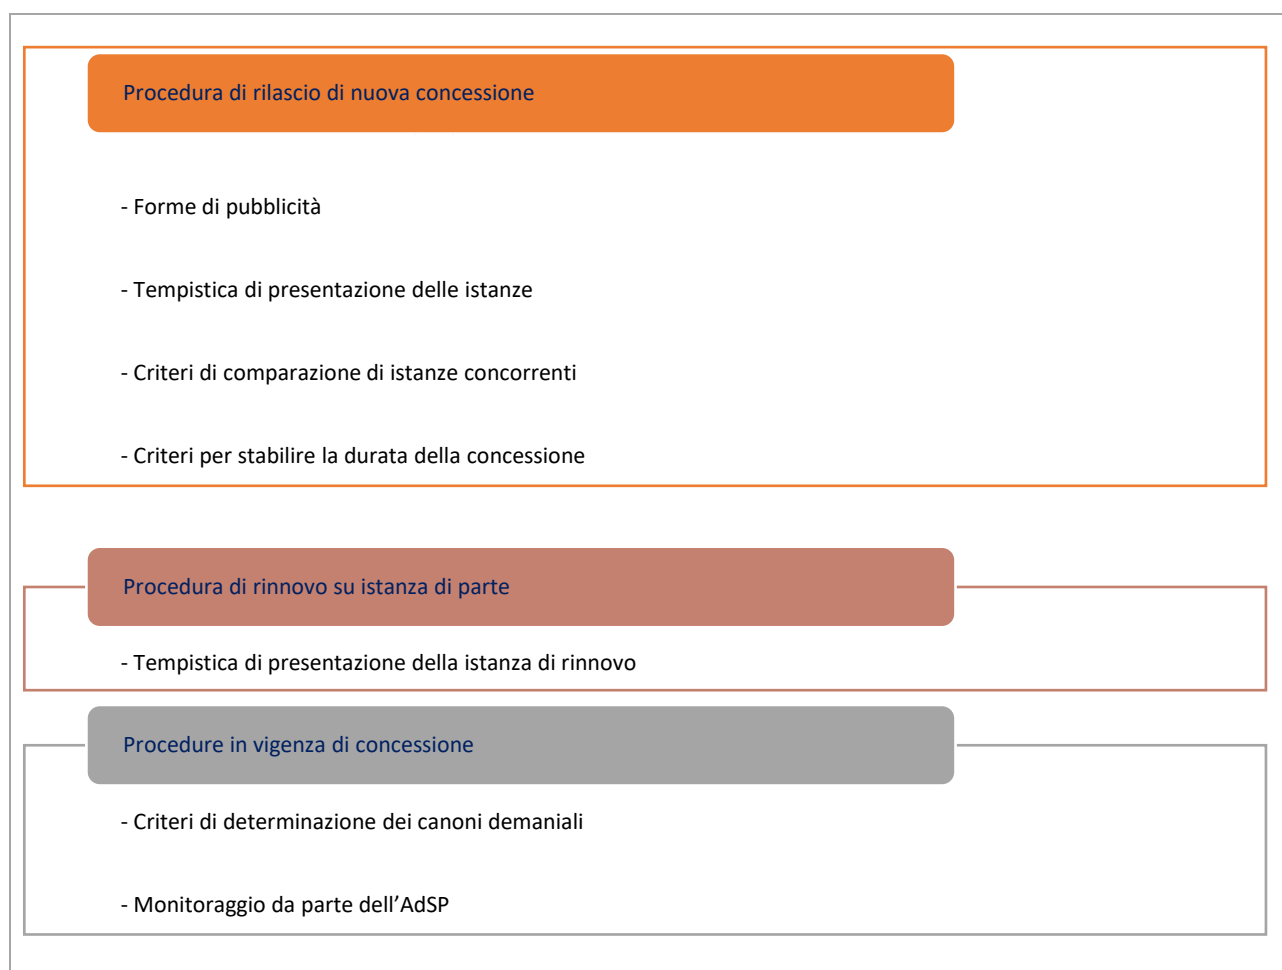 Procedura di rilascio di nuova concessione
- Forme di pubblicità
- Tempistica di presentazione delle istanze
- Criteri di comparazione di istanze concorrenti
- Criteri per stabilire la durata della concessione
Procedura di rinnovo su istanza di parte
- Tempistica di presentazione della istanza di rinnovo
Procedure in vigenza di concessione
- Criteri di determinazione dei canoni demaniali
- Monitoraggio da parte dell’AdSP